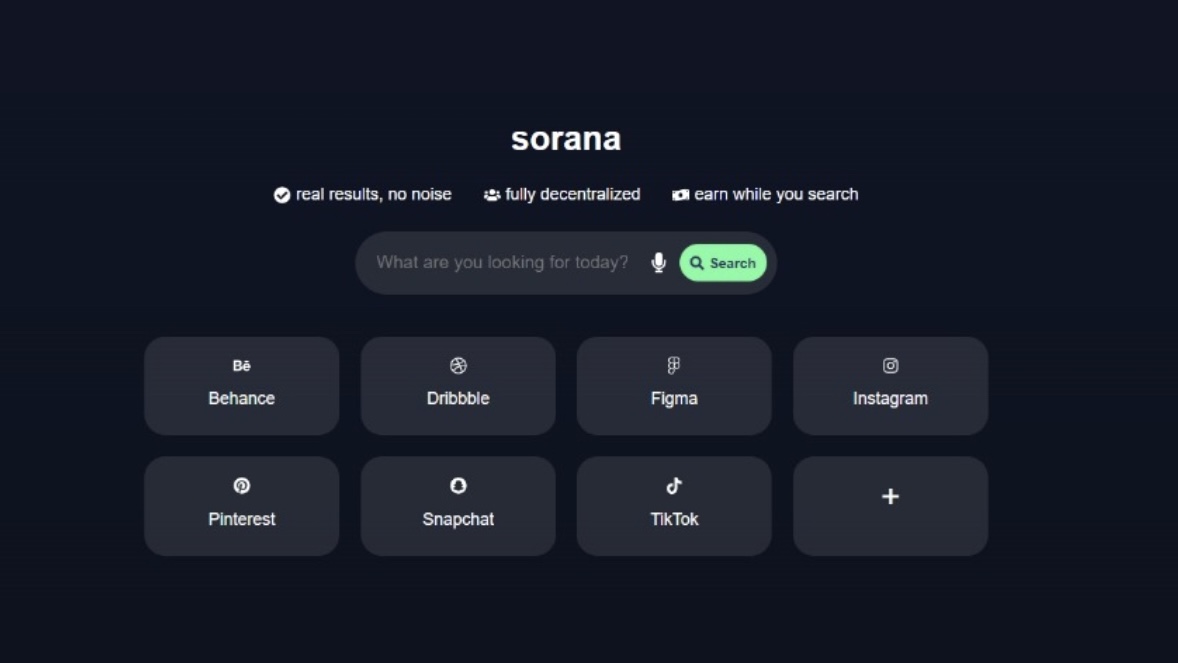 sorana
real results, no noise fully decentralized earn while you search
What are you looking for today? Search
Bē
Behance Dribbble Figma Instagram
Pinterest Snapchat TikTok +